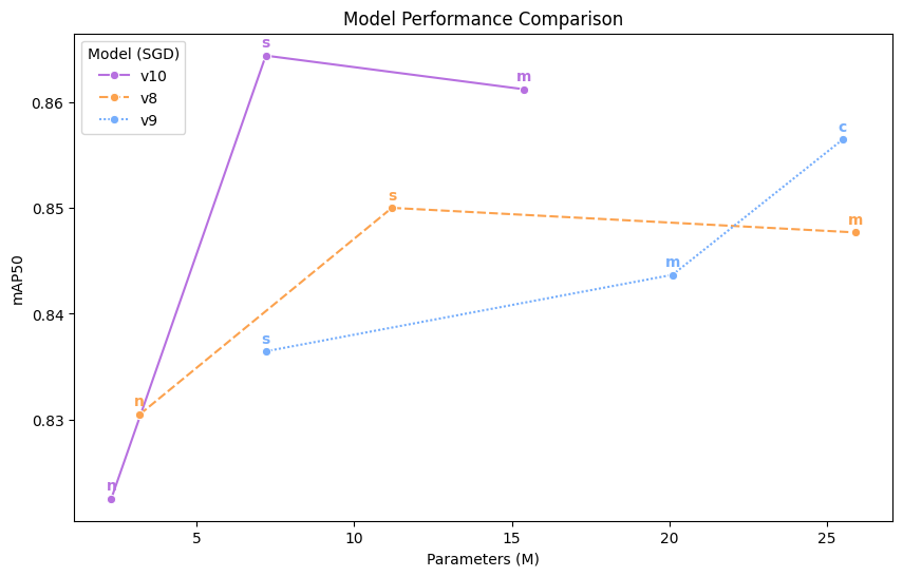 Model Performance Comparison
Model (SGD)
v10
v8
v9
s
m
c
s
m
m
s
n
n
0.86
0.85
0.84
0.83
mAP50
5 10 15 20 25
Parameters (M)